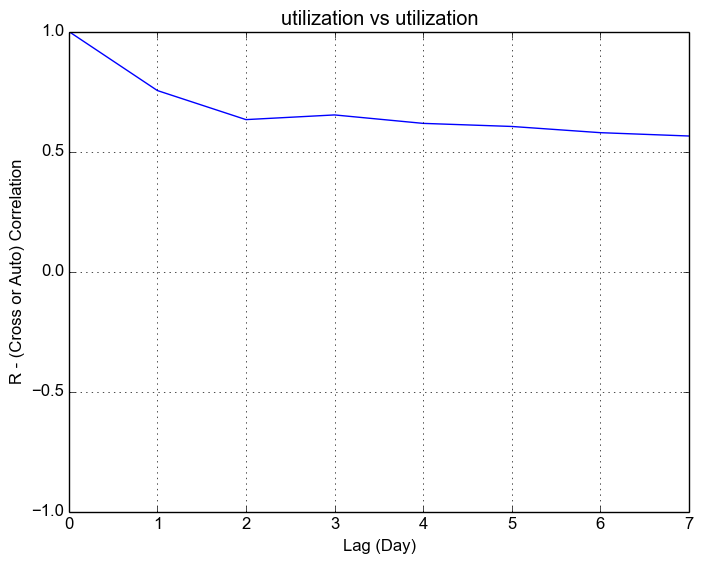 utilization vs utilization
R - (Cross or Auto) Correlation
1.0
0.5
0.0
−0.5
−1.0
0 1 2 3 4 5 6 7
Lag (Day)